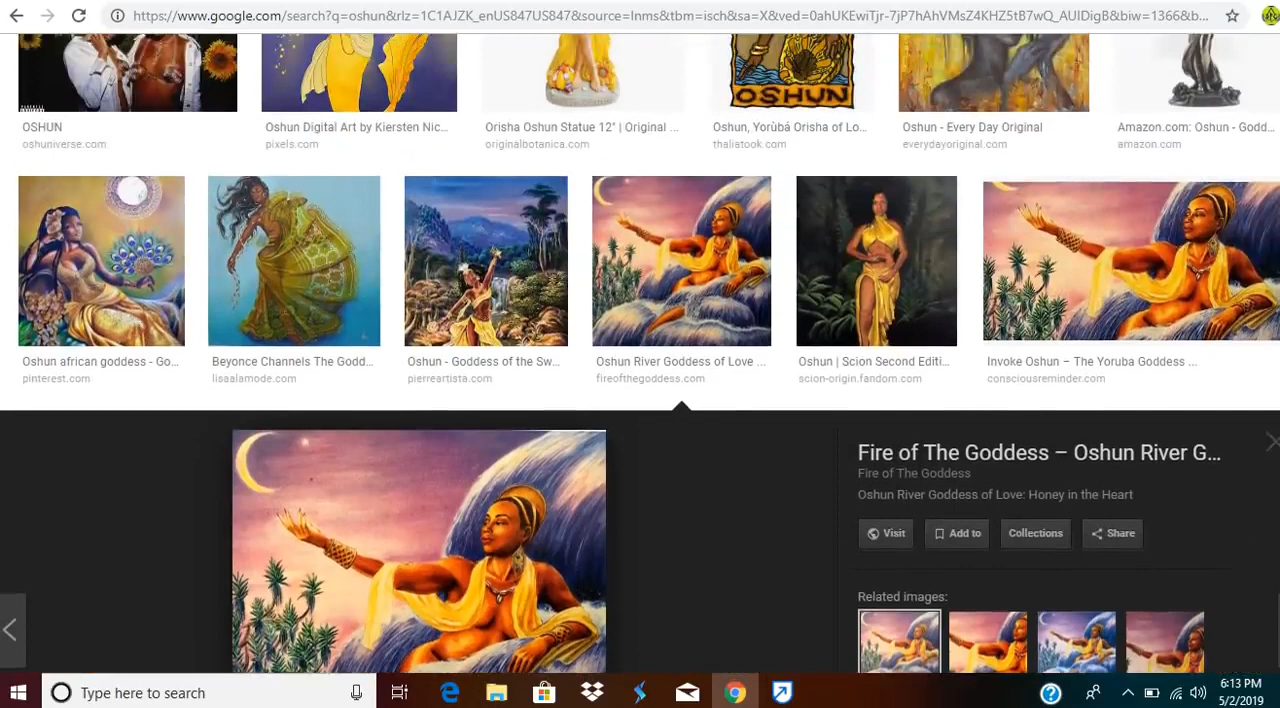 https://www.google.com/search?q=oshun&rlz=1C1AJZK_enUS847US847&source=lnms&tbm=isch&sa=X&ved=0ahUKEwiTjr-7jP7hAhVMsZ4KHZ5tB7wQ_AUIDigB&biw=1366&b...
OSHUN
OSHUN Oshun Digital Art by Kiersten Nic... Orisha Oshun Statue 12" | Original ... Oshun, Yorùbá Orisha of Lo... Oshun - Every Day Original Amazon.com: Oshun - Godd...
oshuniverse.com pixels.com originalbotanica.com thaliatook.com everydayoriginal.com amazon.com
Oshun african goddess - Go... Beyonce Channels The Godd... Oshun - Goddess of the Sw... Oshun River Goddess of Love ... Oshun | Scion Second Editi... Invoke Oshun – The Yoruba Goddess ...
pinterest.com lisaalamode.com pierreartista.com fireofthegoddess.com scion-origin.fandom.com consciousreminder.com
Fire of The Goddess – Oshun River G...
Fire of The Goddess
Oshun River Goddess of Love: Honey in the Heart
Visit Add to Collections Share
Related images:
Type here to search
6:13 PM
5/2/2019